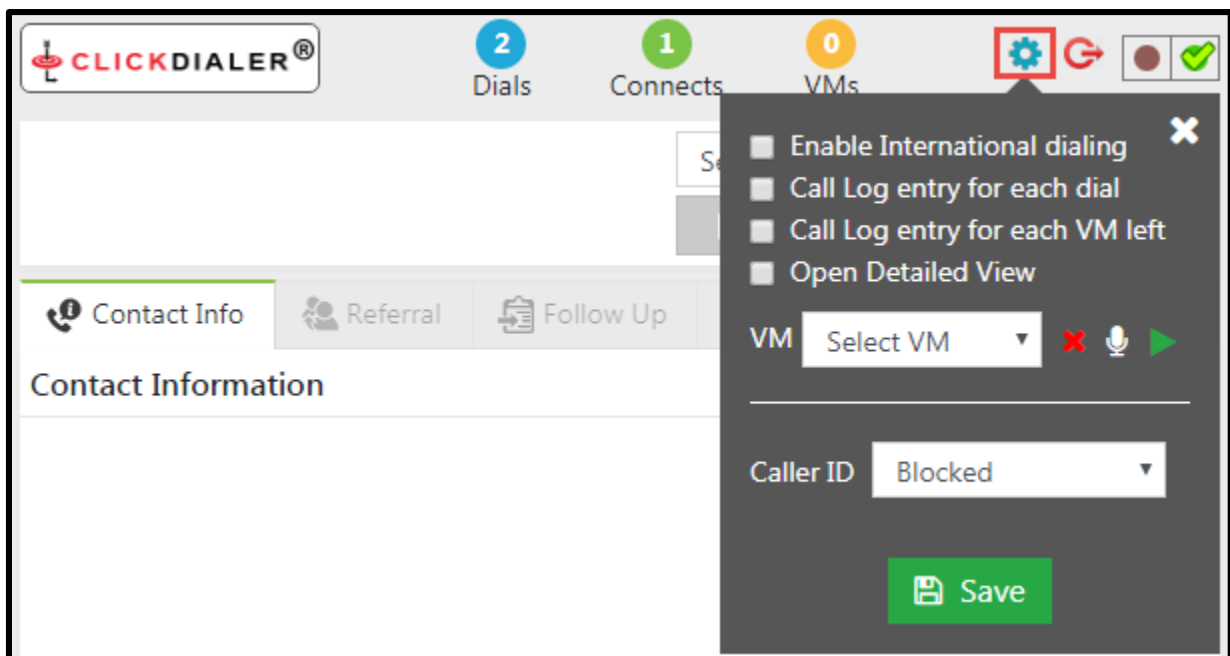 CLICKDIALER®
2 1 0
Dials Connects VMs
Enable International dialing
Call Log entry for each dial
Call Log entry for each VM left
Open Detailed View
VM Select VM
Caller ID Blocked
Save
Contact Info Referral Follow Up
Contact Information